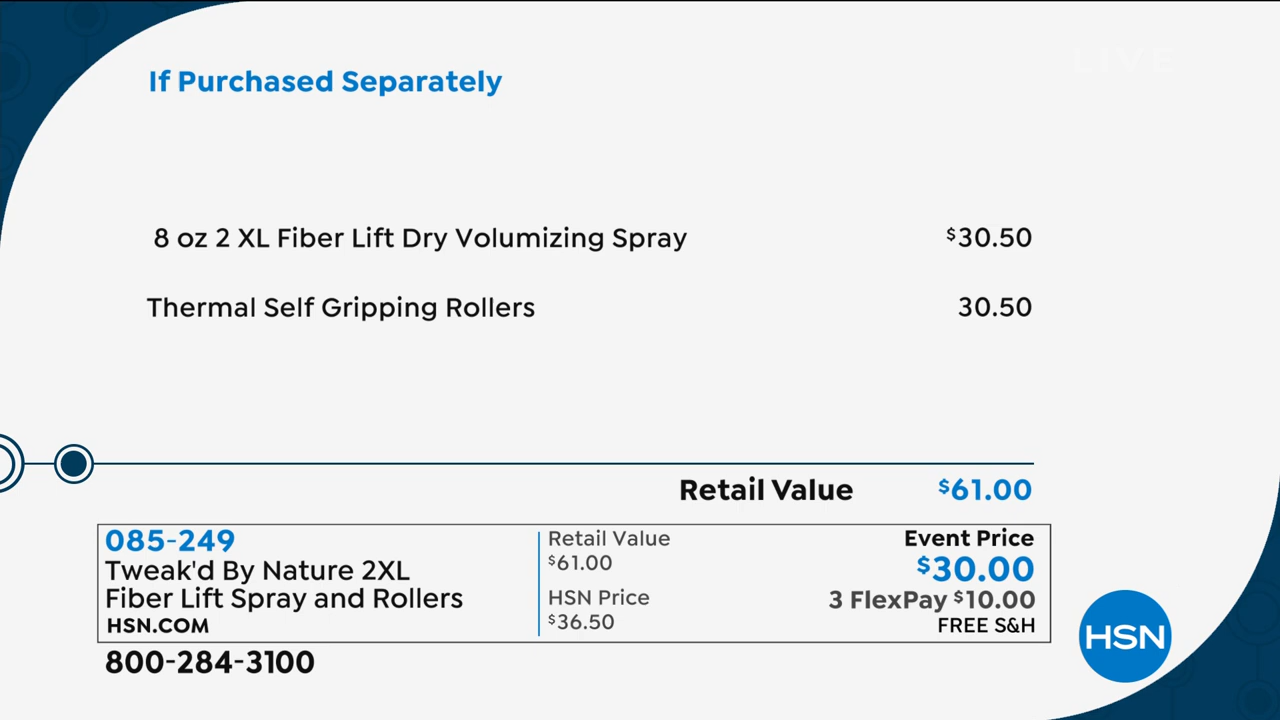 LIVE
If Purchased Separately
8 oz 2 XL Fiber Lift Dry Volumizing Spray $30.50
Thermal Self Gripping Rollers 30.50
Retail Value $61.00
085-249
Tweak'd By Nature 2XL
Fiber Lift Spray and Rollers
HSN.COM
Retail Value
$61.00
HSN Price
$36.50
Event Price
$30.00
3 FlexPay $10.00
FREE S&H
HSN
800-284-3100